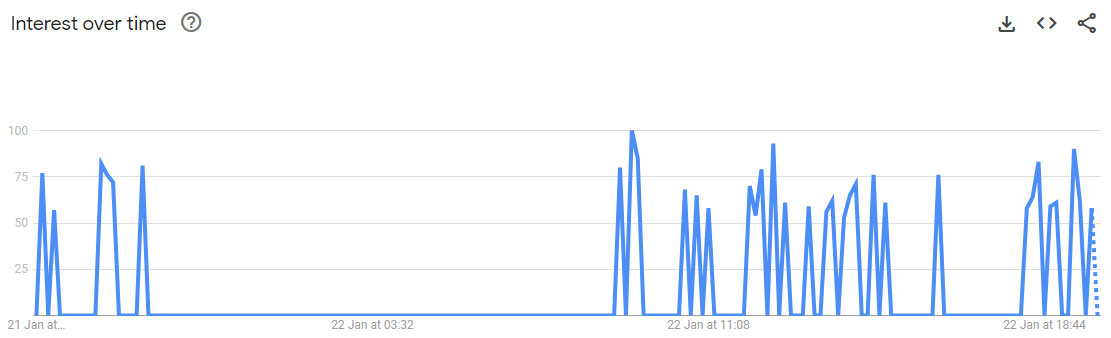 Interest over time ?
100
75
50
25
21 Jan at... 22 Jan at 03:32 22 Jan at 11:08 22 Jan at 18:44